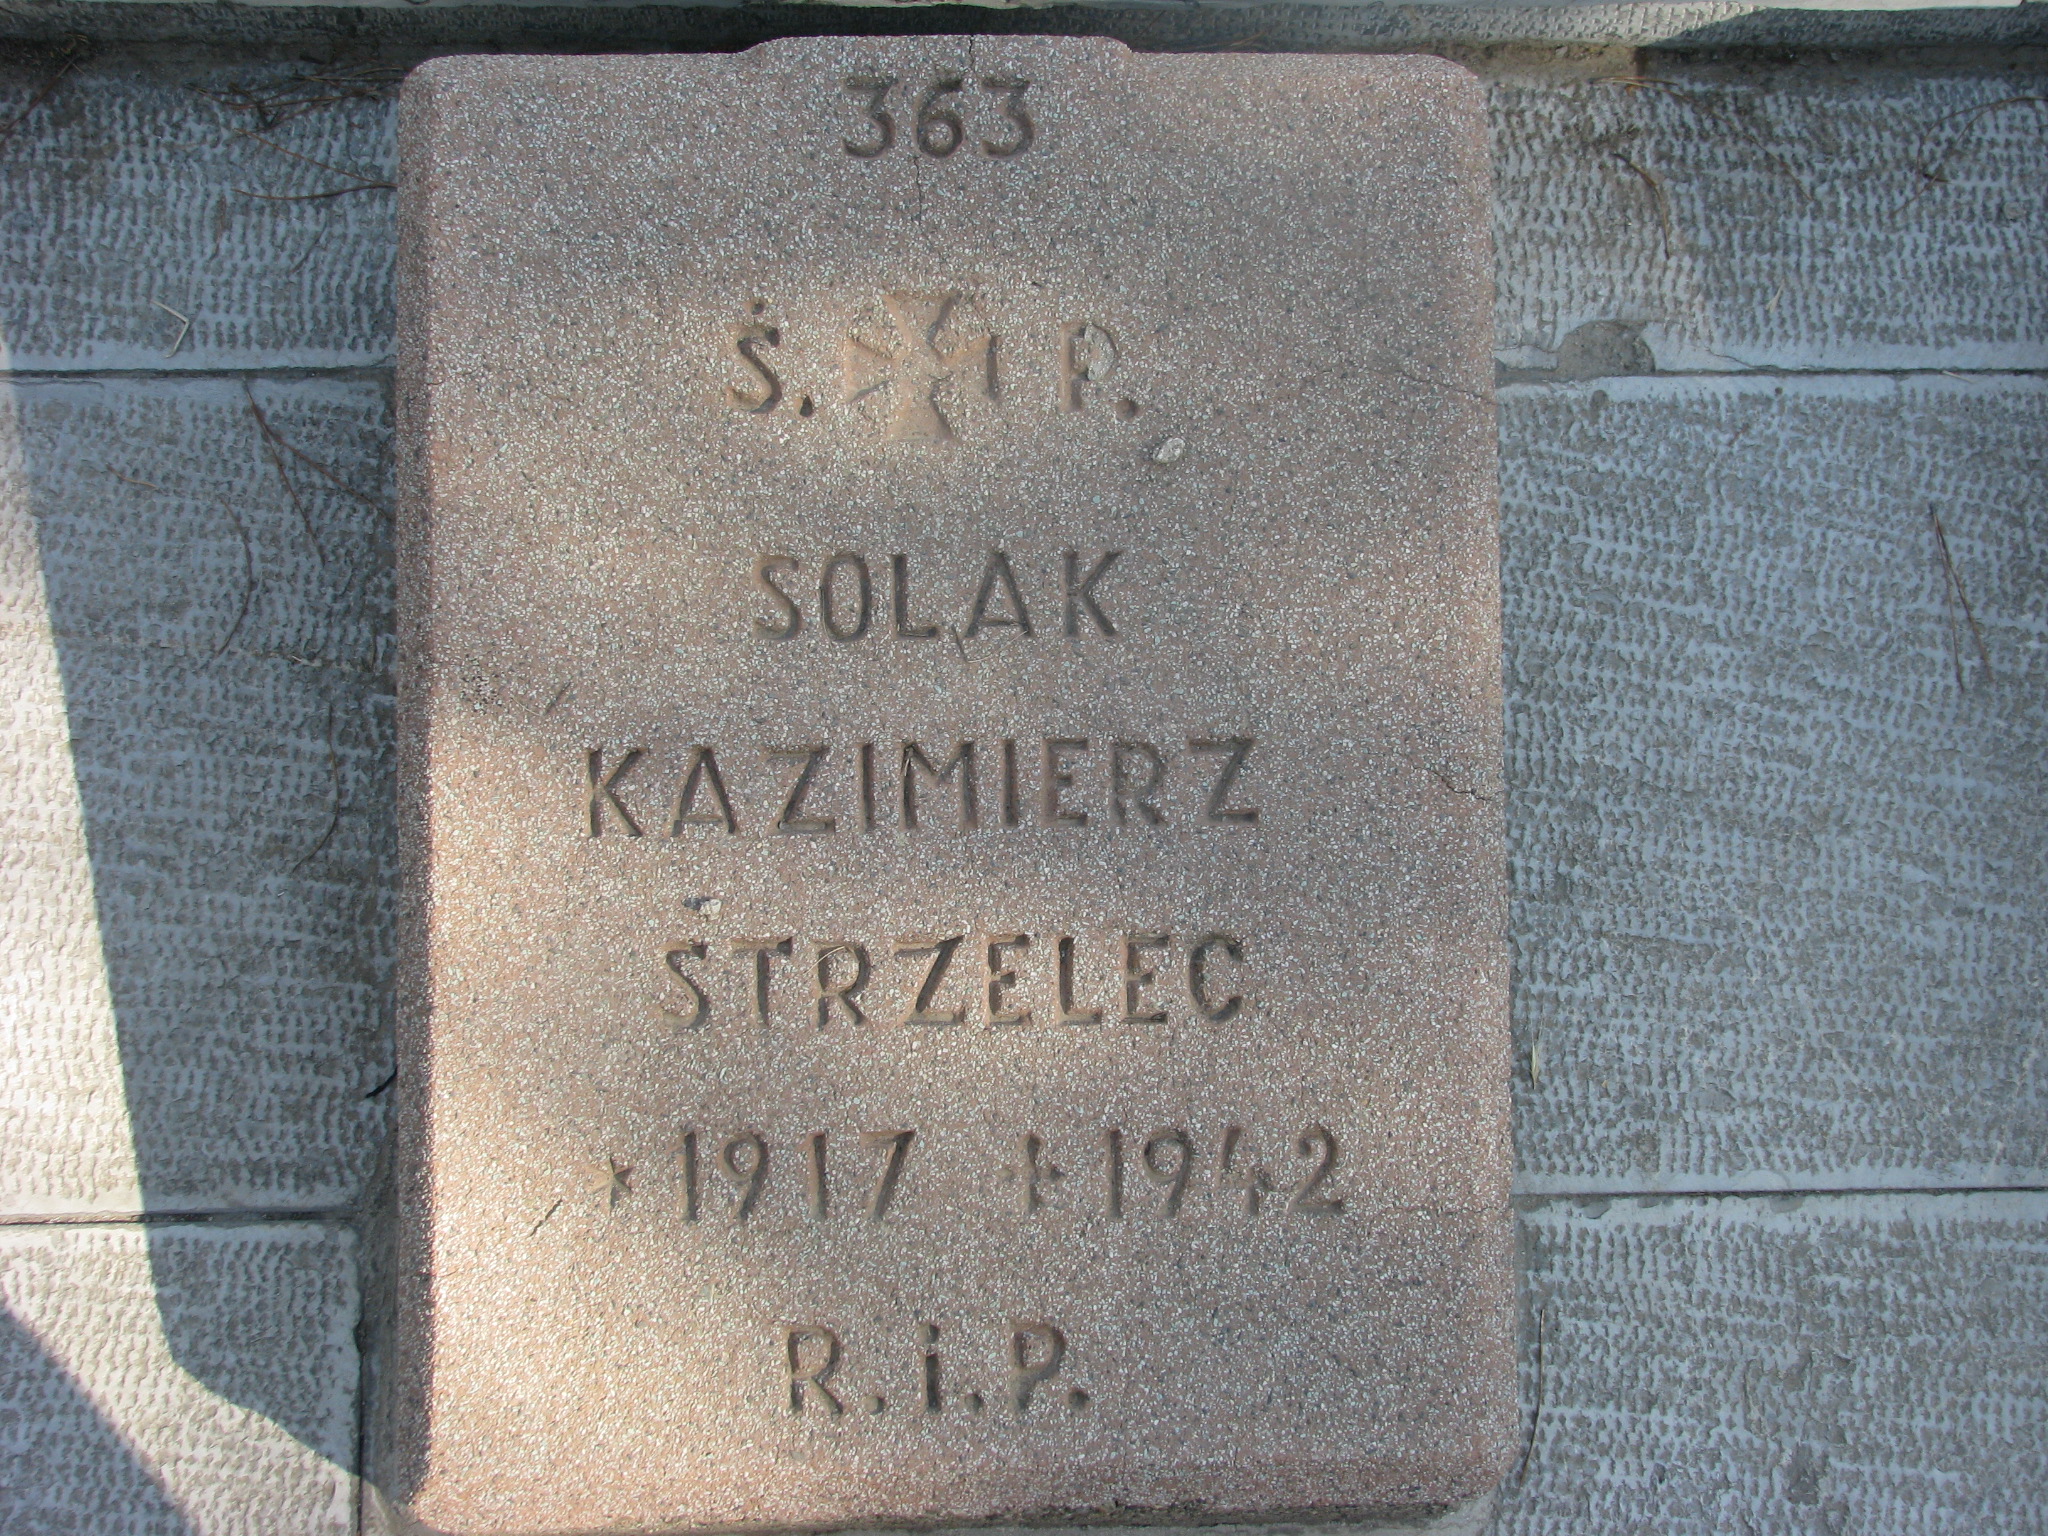 363
Ś. P.
SOLAK
KAZIMIERZ
STRZELEC
* 1917 + 1942
R.i.P.